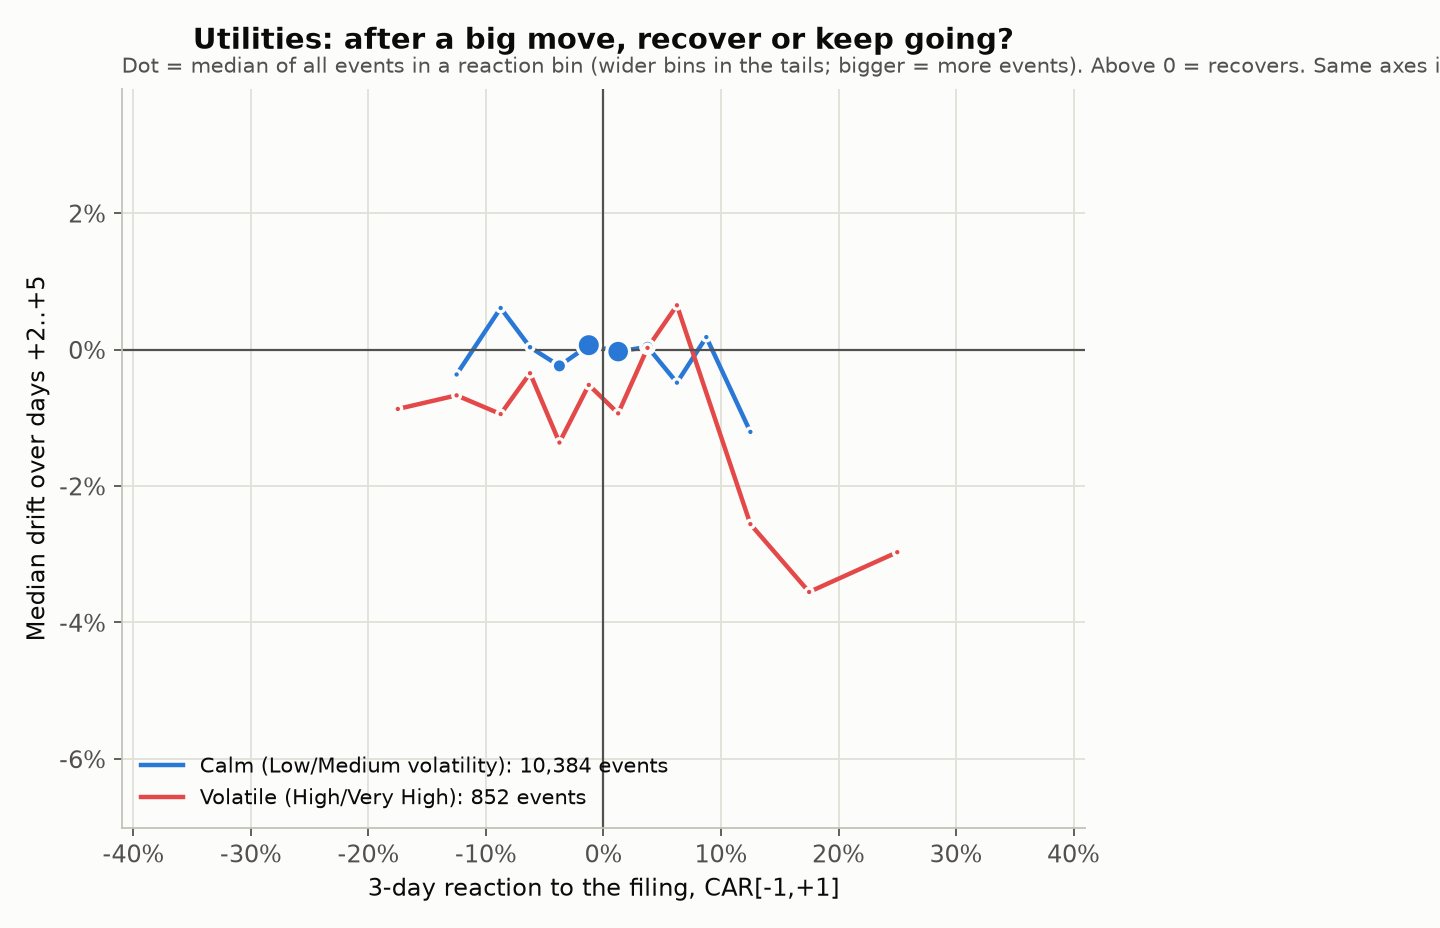 Utilities: after a big move, recover or keep going?
Dot = median of all events in a reaction bin (wider bins in the tails; bigger = more events). Above 0 = recovers. Same axes i
2%
0%
-2%
-4%
-6%
Median drift over days +2..+5
Calm (Low/Medium volatility): 10,384 events
Volatile (High/Very High): 852 events
-40% -30% -20% -10% 0% 10% 20% 30% 40%
3-day reaction to the filing, CAR[-1,+1]